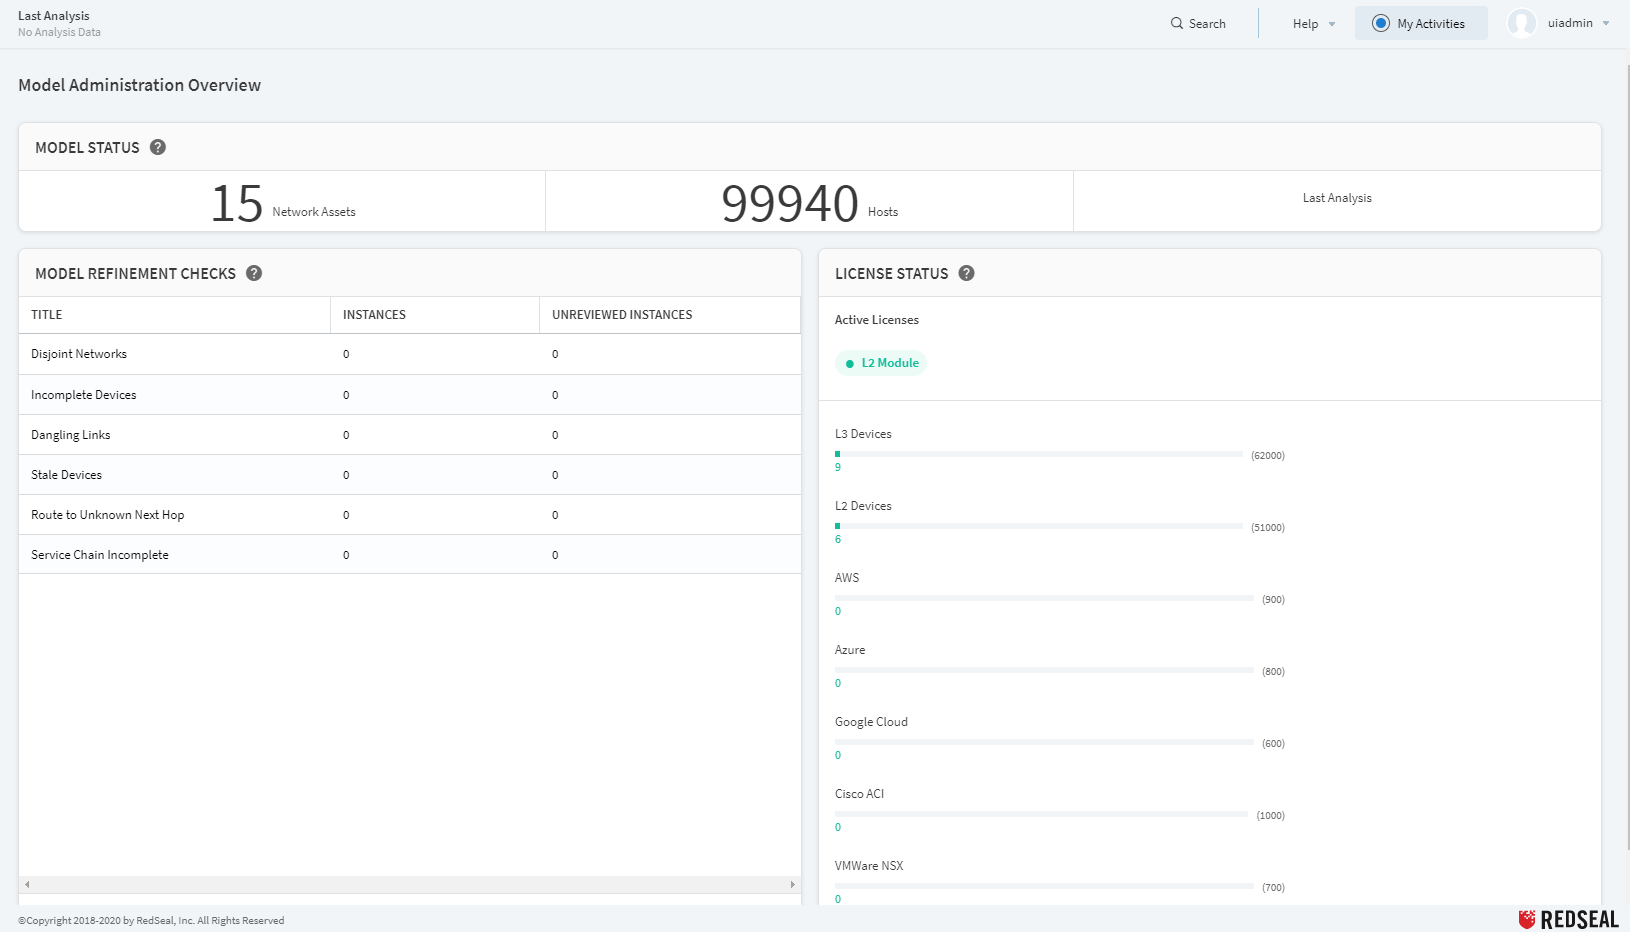 Last Analysis
No Analysis Data
Search
Help
My Activities
uiadmin
Model Administration Overview
MODEL STATUS ?
15 Network Assets
99940 Hosts
Last Analysis
MODEL REFINEMENT CHECKS ?
TITLE INSTANCES UNREVIEWED INSTANCES
Disjoint Networks 0 0
Incomplete Devices 0 0
Dangling Links 0 0
Stale Devices 0 0
Route to Unknown Next Hop 0 0
Service Chain Incomplete 0 0
LICENSE STATUS ?
Active Licenses
L2 Module
L3 Devices
(62000)
9
L2 Devices
(51000)
6
AWS
(900)
0
Azure
(800)
0
Google Cloud
(600)
0
Cisco ACI
(1000)
0
VMWare NSX
(700)
0
©Copyright 2018-2020 by RedSeal, Inc. All Rights Reserved
REDSEAL